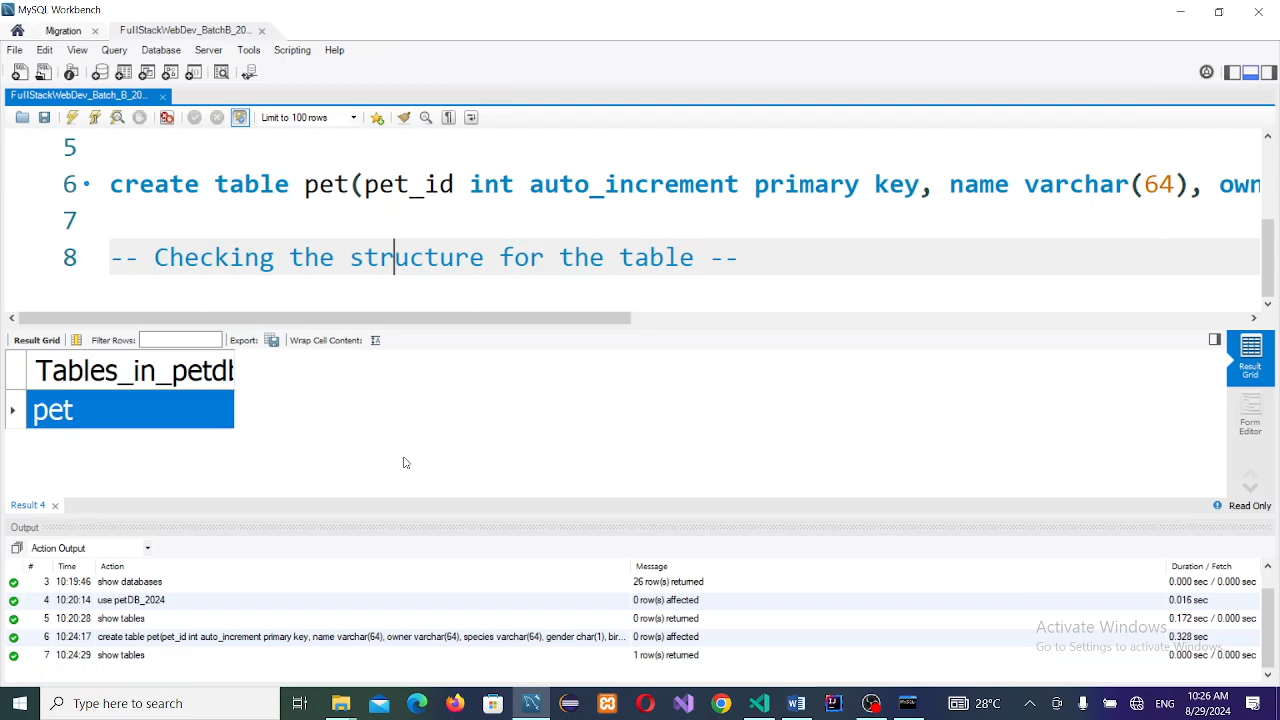 MySQL Workbench
Migration
FullStackWebDev_BatchB_20...
File Edit View Query Database Server Tools Scripting Help
FullStackWebDev_Batch_B_20...
Limit to 100 rows
5
6 create table pet(pet_id int auto_increment primary key, name varchar(64), own
7
8 -- Checking the structure for the table --
Result Grid Filter Rows: Export: Wrap Cell Content:
Tables_in_petdb
pet
Result Grid
Form Editor
Result 4
Read Only
Output
Action Output
# Time Action Message Duration / Fetch
3 10:19:46 show databases 26 row(s) returned 0.000 sec / 0.000 sec
4 10:20:14 use petDB_2024 0 row(s) affected 0.016 sec
5 10:20:28 show tables 0 row(s) returned 0.172 sec / 0.000 sec
6 10:24:17 create table pet(pet_id int auto_increment primary key, name varchar(64), owner varchar(64), species varchar(64), gender char(1), bir... 0 row(s) affected 0.328 sec
7 10:24:29 show tables 1 row(s) returned 0.000 sec / 0.000 sec
Activate Windows
Go to Settings to activate Windows.
Type here to search
28°C
ENG
10:26 AM
8/29/2024